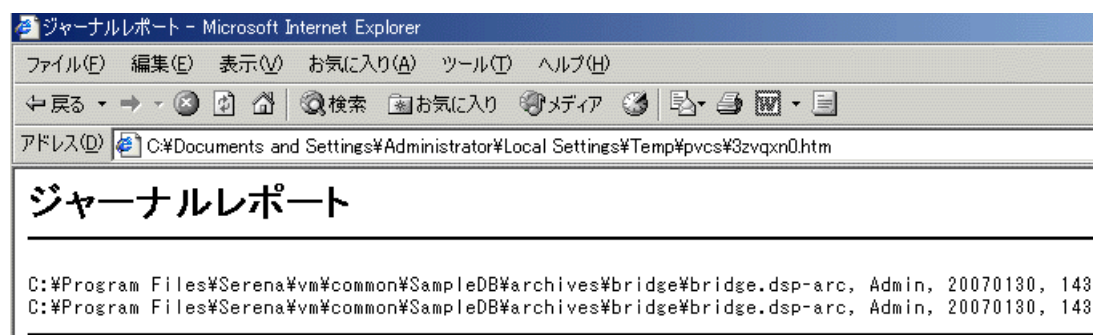 ジャーナルレポート - Microsoft Internet Explorer
ファイル(F) 編集(E) 表示(V) お気に入り(A) ツール(T) ヘルプ(H)
戻る 検索 お気に入り メディア
アドレス(D) C:¥Documents and Settings¥Administrator¥Local Settings¥Temp¥pvcs¥3zvqxn0.htm
ジャーナルレポート
C:¥Program Files¥Serena¥vm¥common¥SampleDB¥archives¥bridge¥bridge.dsp-arc, Admin, 20070130, 143
C:¥Program Files¥Serena¥vm¥common¥SampleDB¥archives¥bridge¥bridge.dsp-arc, Admin, 20070130, 143